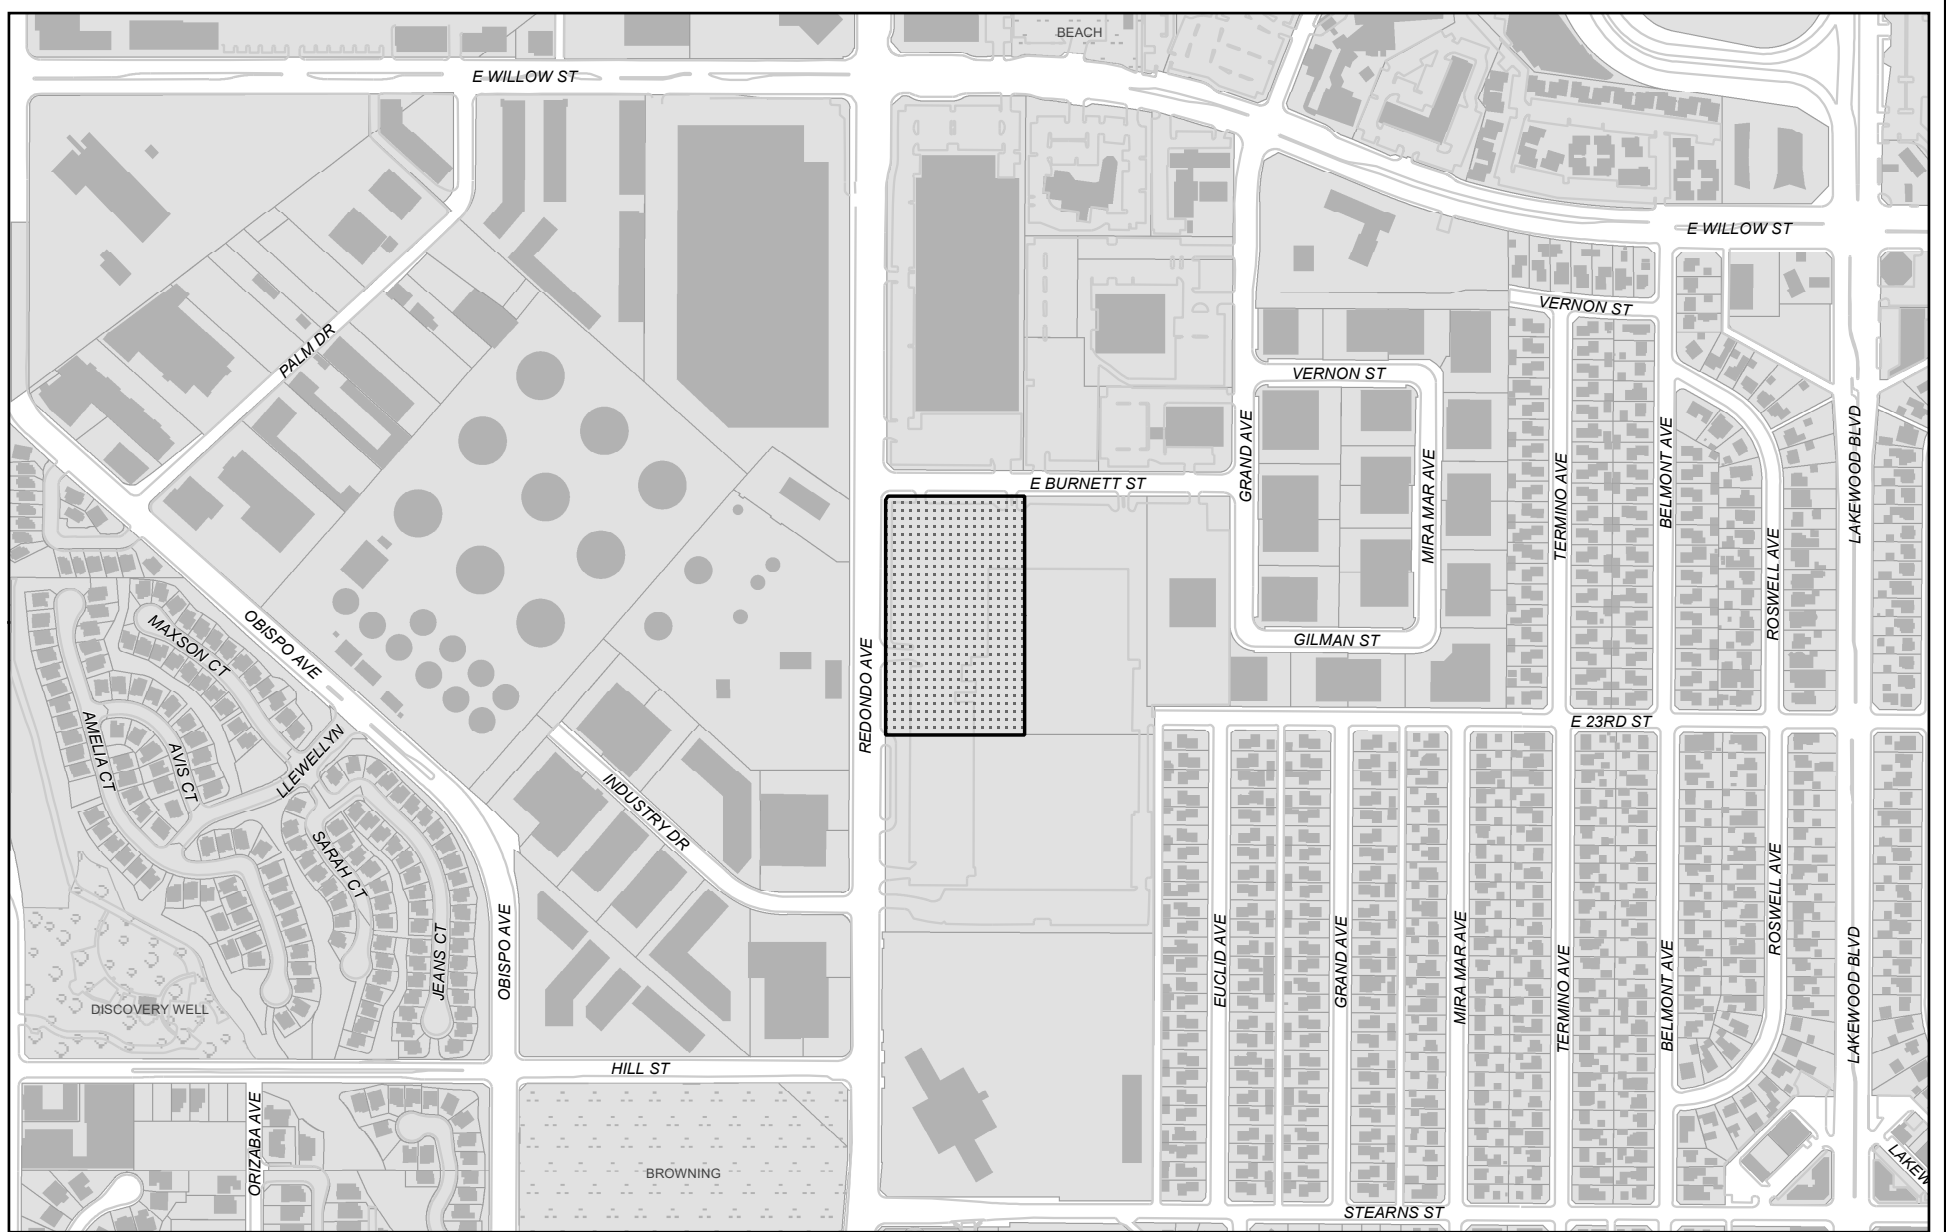 BEACH
E WILLOW ST
E WILLOW ST
VERNON ST
PALM DR
VERNON ST
GRAND AVE
BELMONT AVE
LAKEWOOD BLVD
E BURNETT ST
MIRA MAR AVE
TERMINO AVE
ROSWELL AVE
MAXSON CT
OBISPO AVE
GILMAN ST
REDONDO AVE
E 23RD ST
AMELIA CT
AVIS CT
LLEWELLYN
INDUSTRY DR
SARAH CT
ROSWELL AVE
JEANS CT
OBISPO AVE
EUCLID AVE
GRAND AVE
MIRA MAR AVE
TERMINO AVE
BELMONT AVE
LAKEWOOD BLVD
DISCOVERY WELL
HILL ST
ORIZABA AVE
BROWNING
LAKEW
STEARNS ST